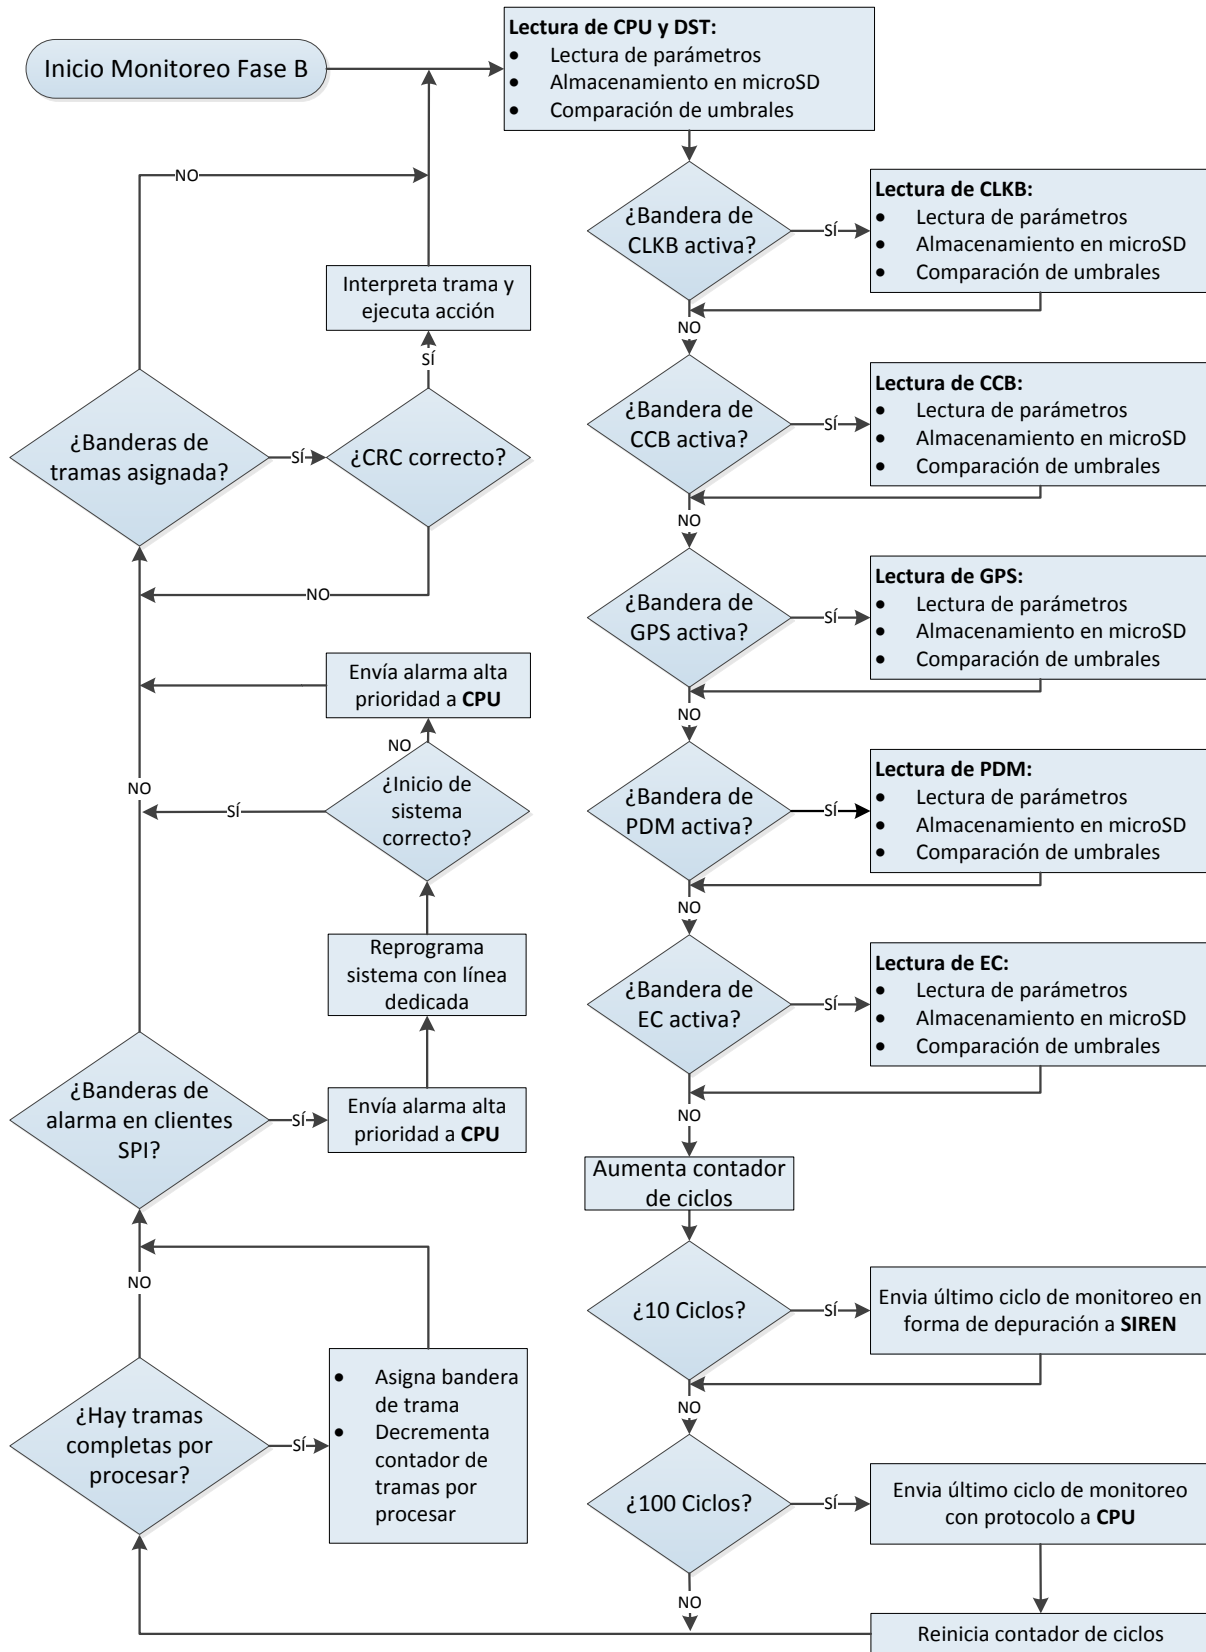 Inicio Monitoreo Fase B
Lectura de CPU y DST:
• Lectura de parámetros
• Almacenamiento en microSD
• Comparación de umbrales
¿Bandera de
CLKB activa?
SÍ
Lectura de CLKB:
• Lectura de parámetros
• Almacenamiento en microSD
• Comparación de umbrales
NO
¿Bandera de
CCB activa?
SÍ
Lectura de CCB:
• Lectura de parámetros
• Almacenamiento en microSD
• Comparación de umbrales
NO
¿Bandera de
GPS activa?
SÍ
Lectura de GPS:
• Lectura de parámetros
• Almacenamiento en microSD
• Comparación de umbrales
NO
¿Bandera de
PDM activa?
SÍ
Lectura de PDM:
• Lectura de parámetros
• Almacenamiento en microSD
• Comparación de umbrales
NO
¿Bandera de
EC activa?
SÍ
Lectura de EC:
• Lectura de parámetros
• Almacenamiento en microSD
• Comparación de umbrales
NO
Aumenta contador
de ciclos
¿10 Ciclos?
SÍ
Envia último ciclo de monitoreo en
forma de depuración a SIREN
NO
¿100 Ciclos?
SÍ
Envia último ciclo de monitoreo
con protocolo a CPU
NO
Reinicia contador de ciclos
¿Hay tramas
completas por
procesar?
SÍ
• Asigna bandera
de trama
• Decrementa
contador de
tramas por
procesar
NO
¿Banderas de
alarma en clientes
SPI?
SÍ
Envía alarma alta
prioridad a CPU
Reprograma
sistema con línea
dedicada
¿Inicio de
sistema
correcto?
SÍ
NO
Envía alarma alta
prioridad a CPU
NO
¿Banderas de
tramas asignada?
SÍ
¿CRC correcto?
NO
SÍ
Interpreta trama y
ejecuta acción
NO